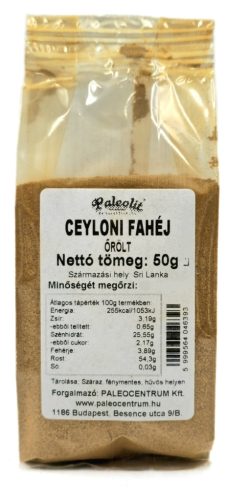 Paleolit
CEYLONI FAHÉJ
ŐRÖLT
Nettó tömeg: 50g
Származási hely Sri Lanka
Minőségét megőrzi:
Átlagos tápérték 100g termékben
Energia 255kcal/1053kJ
Zsír: 3,19g
-ebből telített: 0,65g
Szénhidrát: 25,55g
-ebből cukor: 2,17g
Fehérje 3,89g
Rost 54,3g
Só: 0,03g
Tárolása: Száraz, fénymentes, hűvös helyen
Forgalmazó: PALEOCENTRUM Kft.
www.paleocentrum.hu
1186 Budapest, Besence utca 9/B.
5 999564 046393